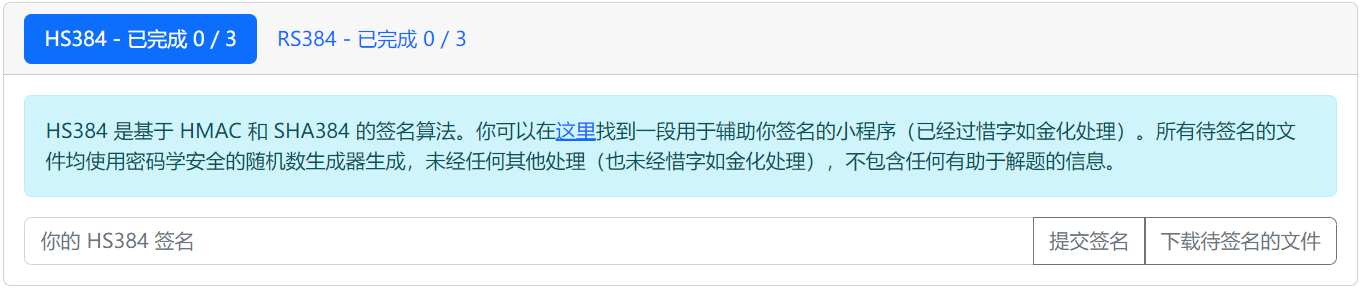 HS384 - 已完成 0 / 3 RS384 - 已完成 0 / 3
HS384 是基于 HMAC 和 SHA384 的签名算法。你可以在这里找到一段用于辅助你签名的小程序（已经过惜字如金化处理）。所有待签名的文
件均使用密码学安全的随机数生成器生成，未经任何其他处理（也未经惜字如金化处理），不包含任何有助于解题的信息。
你的 HS384 签名 提交签名 下载待签名的文件